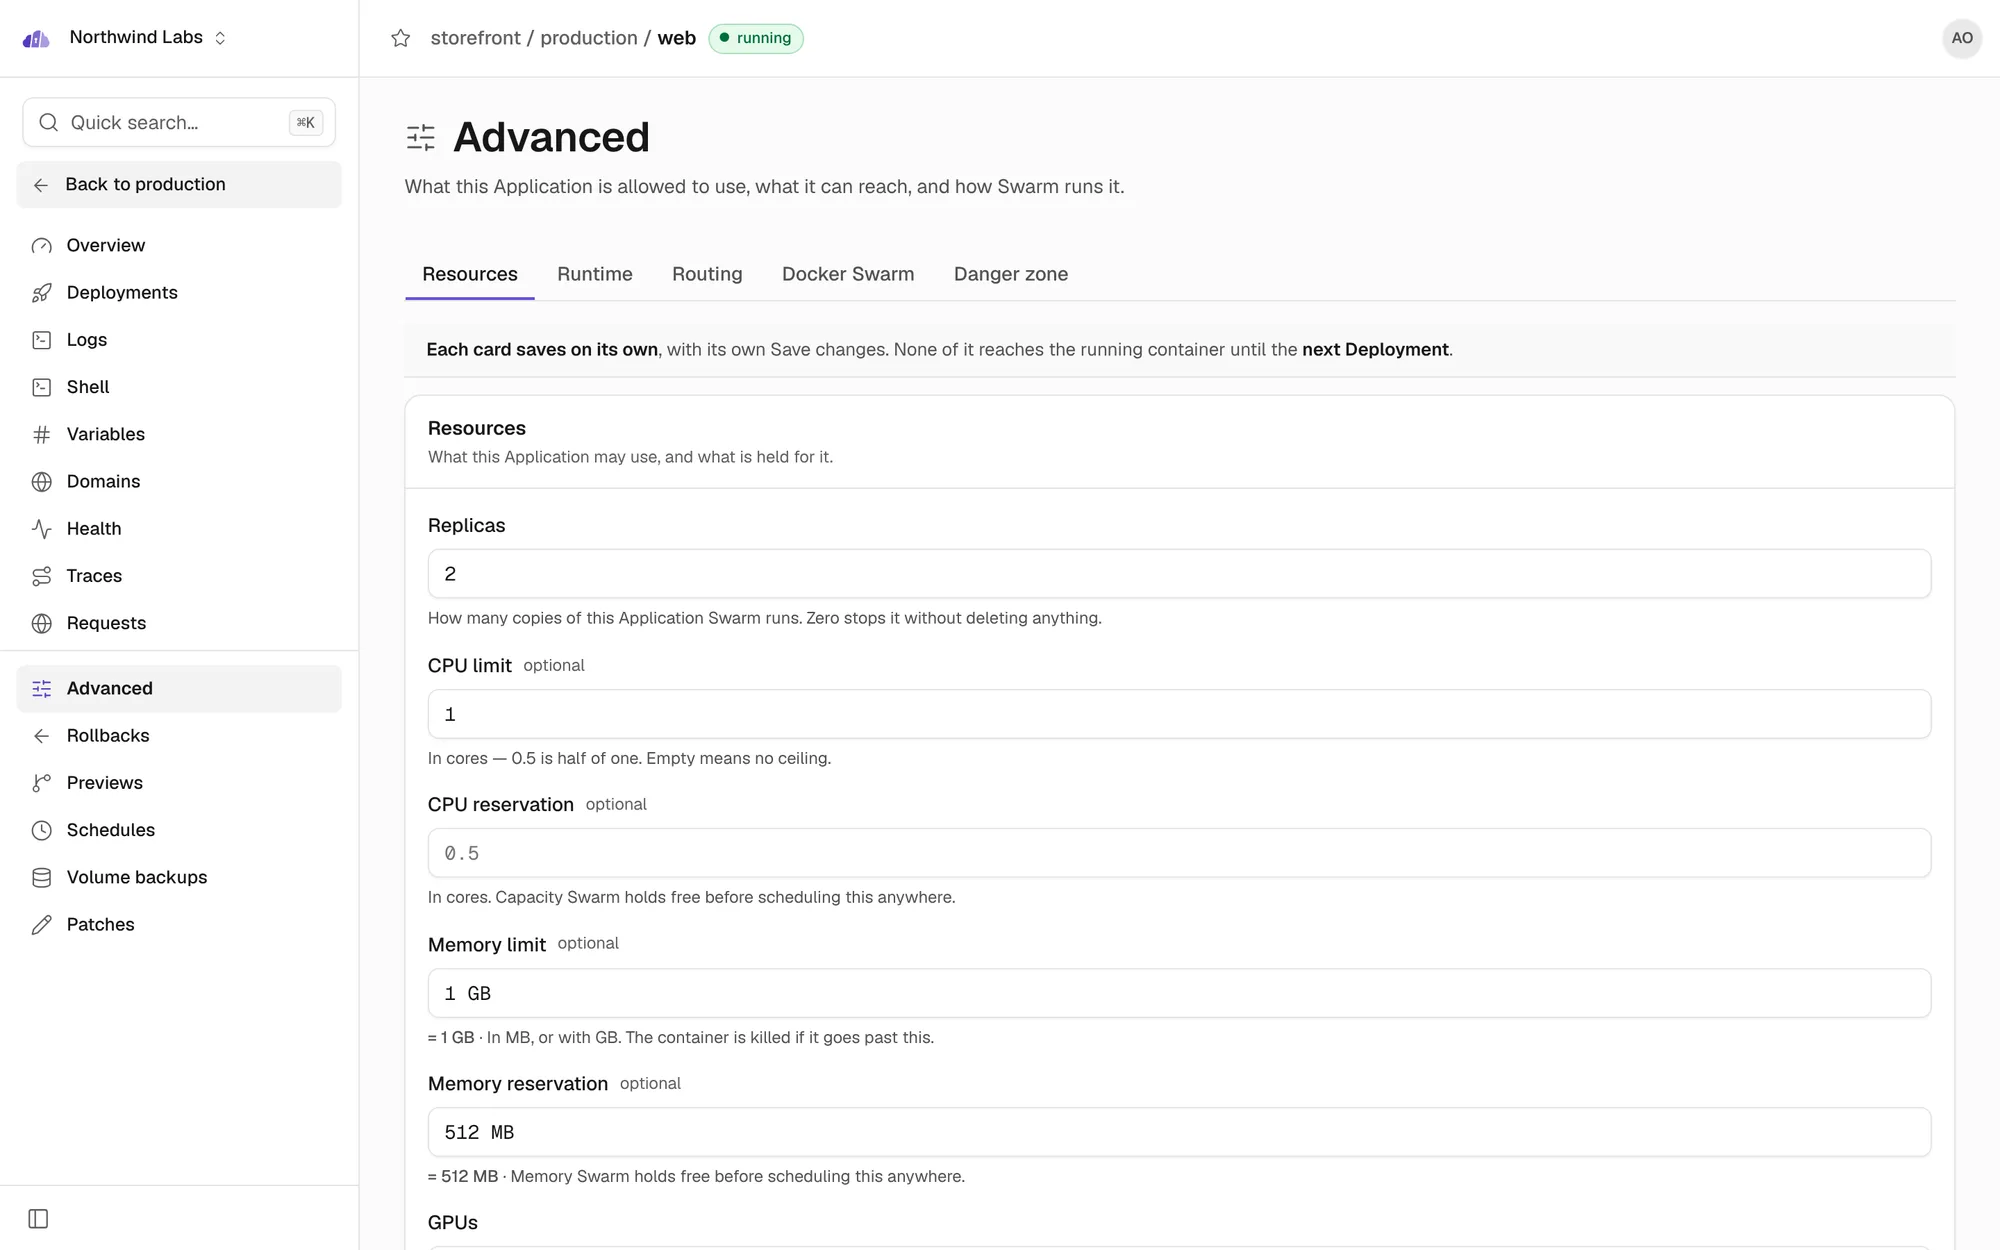 Northwind Labs
storefront / production / web
running
AO
Quick search...
⌘K
Back to production
Overview
Deployments
Logs
Shell
Variables
Domains
Health
Traces
Requests
Advanced
Rollbacks
Previews
Schedules
Volume backups
Patches
Advanced
What this Application is allowed to use, what it can reach, and how Swarm runs it.
Resources
Runtime
Routing
Docker Swarm
Danger zone
Each card saves on its own, with its own Save changes. None of it reaches the running container until the next Deployment.
Resources
What this Application may use, and what is held for it.
Replicas
2
How many copies of this Application Swarm runs. Zero stops it without deleting anything.
CPU limit optional
1
In cores — 0.5 is half of one. Empty means no ceiling.
CPU reservation optional
0.5
In cores. Capacity Swarm holds free before scheduling this anywhere.
Memory limit optional
1 GB
= 1 GB · In MB, or with GB. The container is killed if it goes past this.
Memory reservation optional
512 MB
= 512 MB · Memory Swarm holds free before scheduling this anywhere.
GPUs